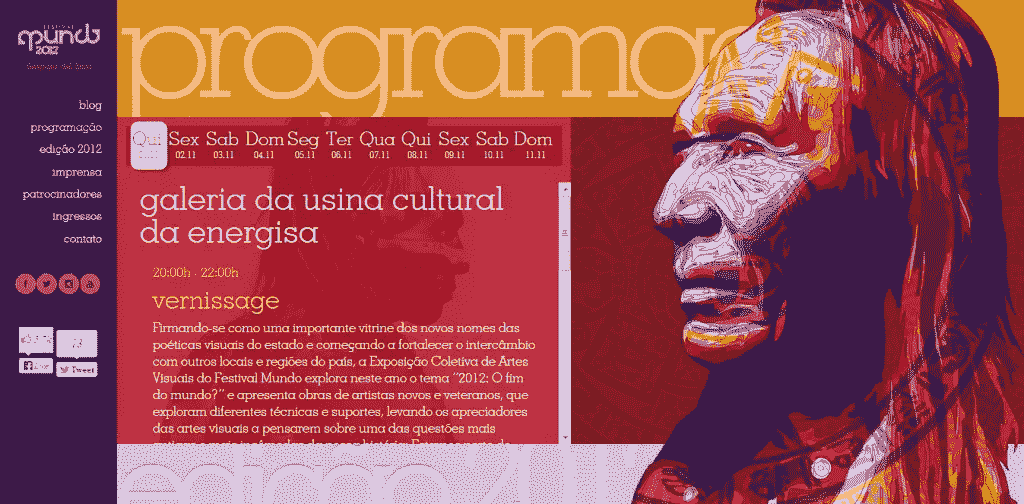 FESTIVAL
mundo
2012
blog
programação
edição 2012
imprensa
patrocinadores
ingressos
contato
Tweet
Qui Sex Sab Dom Seg Ter Qua Qui Sex Sab Dom
02.11 03.11 04.11 05.11 06.11 07.11 08.11 09.11 10.11 11.11
galeria da usina cultural
da energisa
20:00h - 22:00h
vernissage
Firmando-se como uma importante vitrine dos novos nomes das
poéticas visuais do estado e começando a fortalecer o intercâmbio
com outros locais e regiões do país, a Exposição Coletiva de Artes
Visuais do Festival Mundo explora neste ano o tema “2012: O fim
do mundo?” e apresenta obras de artistas novos e veteranos, que
exploram diferentes técnicas e suportes, levando os apreciadores
das artes visuais a pensarem sobre uma das questões mais